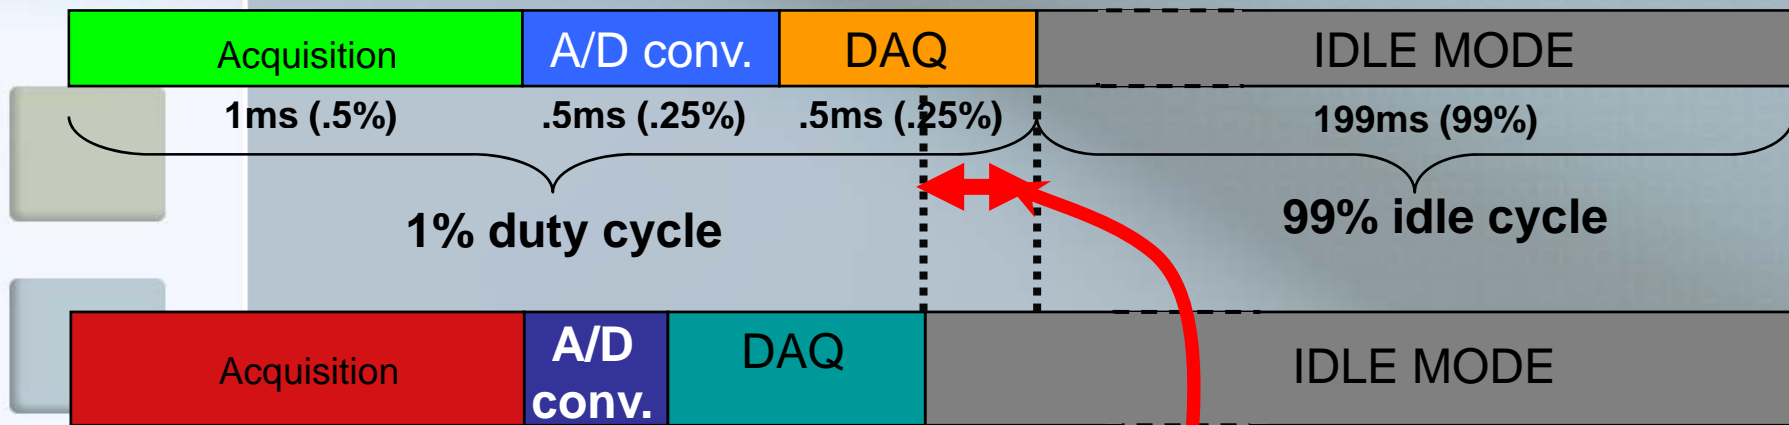 Acquisition A/D conv. DAQ IDLE MODE
1ms (.5%) .5ms (.25%) .5ms (.25%) 199ms (99%)
1% duty cycle 99% idle cycle
Acquisition A/D DAQ IDLE MODE
conv.